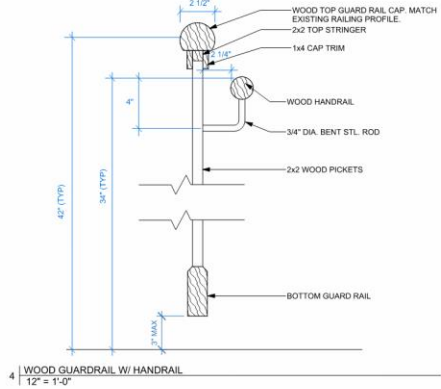 2 1/2"
WOOD TOP GUARD RAIL CAP. MATCH
EXISTING RAILING PROFILE.
2x2 TOP STRINGER
2 1/4"
1x4 CAP TRIM
4"
WOOD HANDRAIL
3/4" DIA. BENT STL. ROD
42" (TYP)
34" (TYP)
2x2 WOOD PICKETS
BOTTOM GUARD RAIL
3" MAX
4 WOOD GUARDRAIL W/ HANDRAIL
12" = 1'-0"